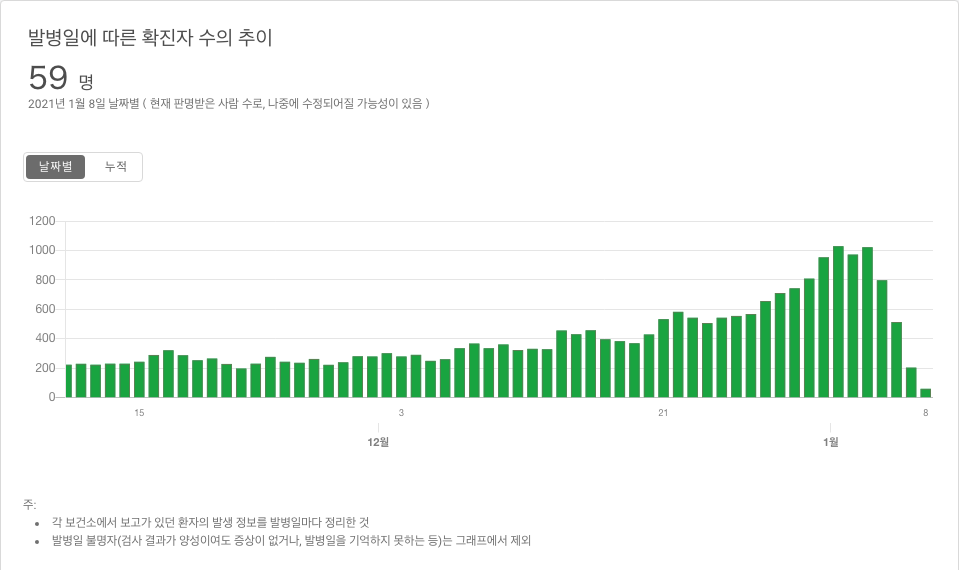 발병일에 따른 확진자 수의 추이
59 명
2021년 1월 8일 날짜별 ( 현재 판명받은 사람 수로, 나중에 수정되어질 가능성이 있음 )
날짜별 누적
1200
1000
800
600
400
200
0
15 3 21 8
12월 1월
주:
• 각 보건소에서 보고가 있던 환자의 발생 정보를 발병일마다 정리한 것
• 발병일 불명자(검사 결과가 양성이여도 증상이 없거나, 발병일을 기억하지 못하는 등)는 그래프에서 제외